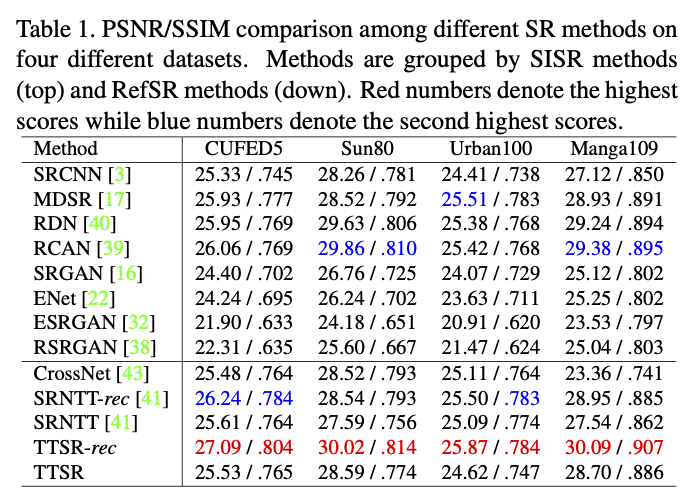 Table 1. PSNR/SSIM comparison among different SR methods on
four different datasets. Methods are grouped by SISR methods
(top) and RefSR methods (down). Red numbers denote the highest
scores while blue numbers denote the second highest scores.
Method CUFED5 Sun80 Urban100 Manga109
SRCNN [3] 25.33 / .745 28.26 / .781 24.41 / .738 27.12 / .850
MDSR [17] 25.93 / .777 28.52 / .792 25.51 / .783 28.93 / .891
RDN [40] 25.95 / .769 29.63 / .806 25.38 / .768 29.24 / .894
RCAN [39] 26.06 / .769 29.86 / .810 25.42 / .768 29.38 / .895
SRGAN [16] 24.40 / .702 26.76 / .725 24.07 / .729 25.12 / .802
ENet [22] 24.24 / .695 26.24 / .702 23.63 / .711 25.25 / .802
ESRGAN [32] 21.90 / .633 24.18 / .651 20.91 / .620 23.53 / .797
RSRGAN [38] 22.31 / .635 25.60 / .667 21.47 / .624 25.04 / .803
CrossNet [43] 25.48 / .764 28.52 / .793 25.11 / .764 23.36 / .741
SRNTT-rec [41] 26.24 / .784 28.54 / .793 25.50 / .783 28.95 / .885
SRNTT [41] 25.61 / .764 27.59 / .756 25.09 / .774 27.54 / .862
TTSR-rec 27.09 / .804 30.02 / .814 25.87 / .784 30.09 / .907
TTSR 25.53 / .765 28.59 / .774 24.62 / .747 28.70 / .886